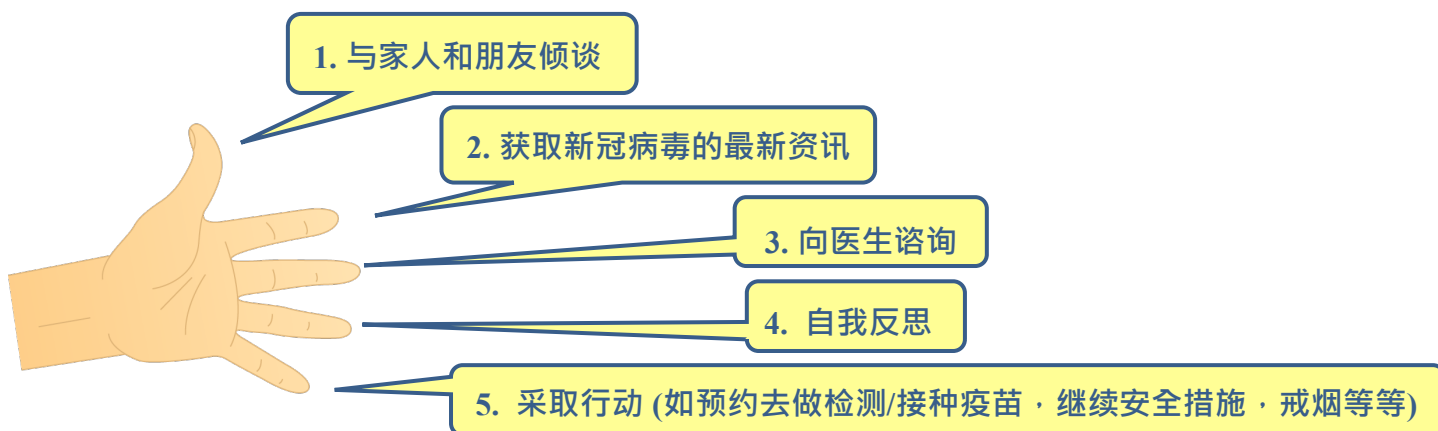 1. 与家人和朋友倾谈
2. 获取新冠病毒的最新资讯
3. 向医生谘询
4. 自我反思
5. 采取行动 (如预约去做检测/接种疫苗，继续安全措施，戒烟等等)